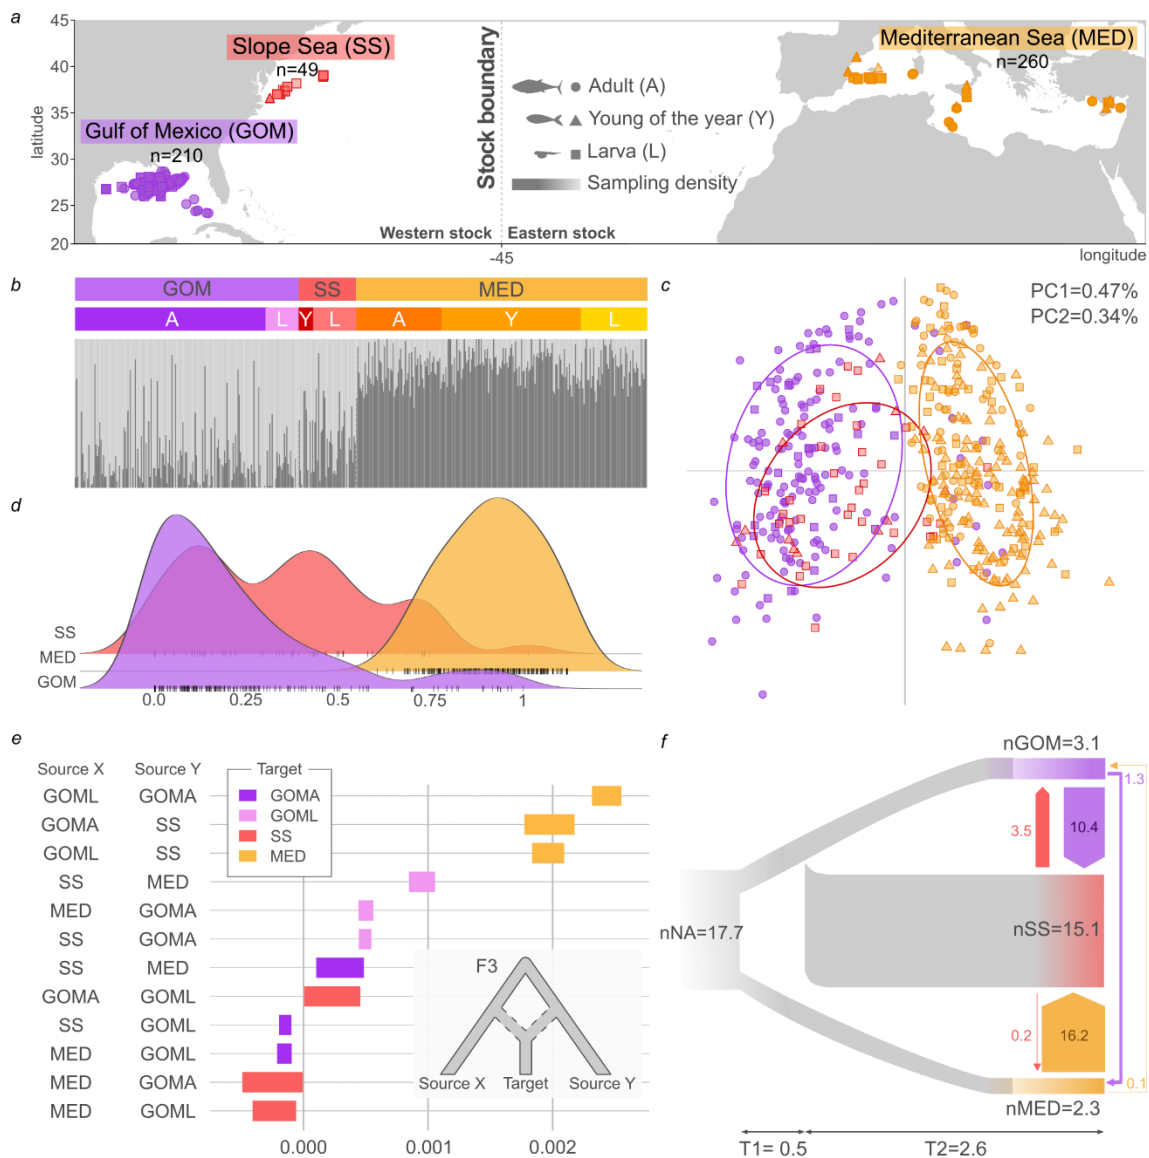 a
45
40
35
30
25
20
latitude
Slope Sea (SS)
n=49
Gulf of Mexico (GOM)
n=210
Stock boundary
Adult (A)
Young of the year (Y)
Larva (L)
Sampling density
Mediterranean Sea (MED)
n=260
Western stock
Eastern stock
-45
longitude
b
GOM
SS
MED
A
L
Y
L
A
Y
L
c
PC1=0.47%
PC2=0.34%
d
SS
MED
GOM
0.0
0.25
0.5
0.75
1
e
Source X
Source Y
Target
GOMA
GOML
SS
MED
GOML GOMA
GOMA SS
GOML SS
SS MED
MED GOMA
SS GOMA
SS MED
GOMA GOML
SS GOML
MED GOML
MED GOMA
MED GOML
F3
Source X
Target
Source Y
0.000
0.001
0.002
f
nGOM=3.1
1.3
3.5
10.4
nNA=17.7
nSS=15.1
0.2
16.2
0.1
nMED=2.3
T1= 0.5
T2=2.6